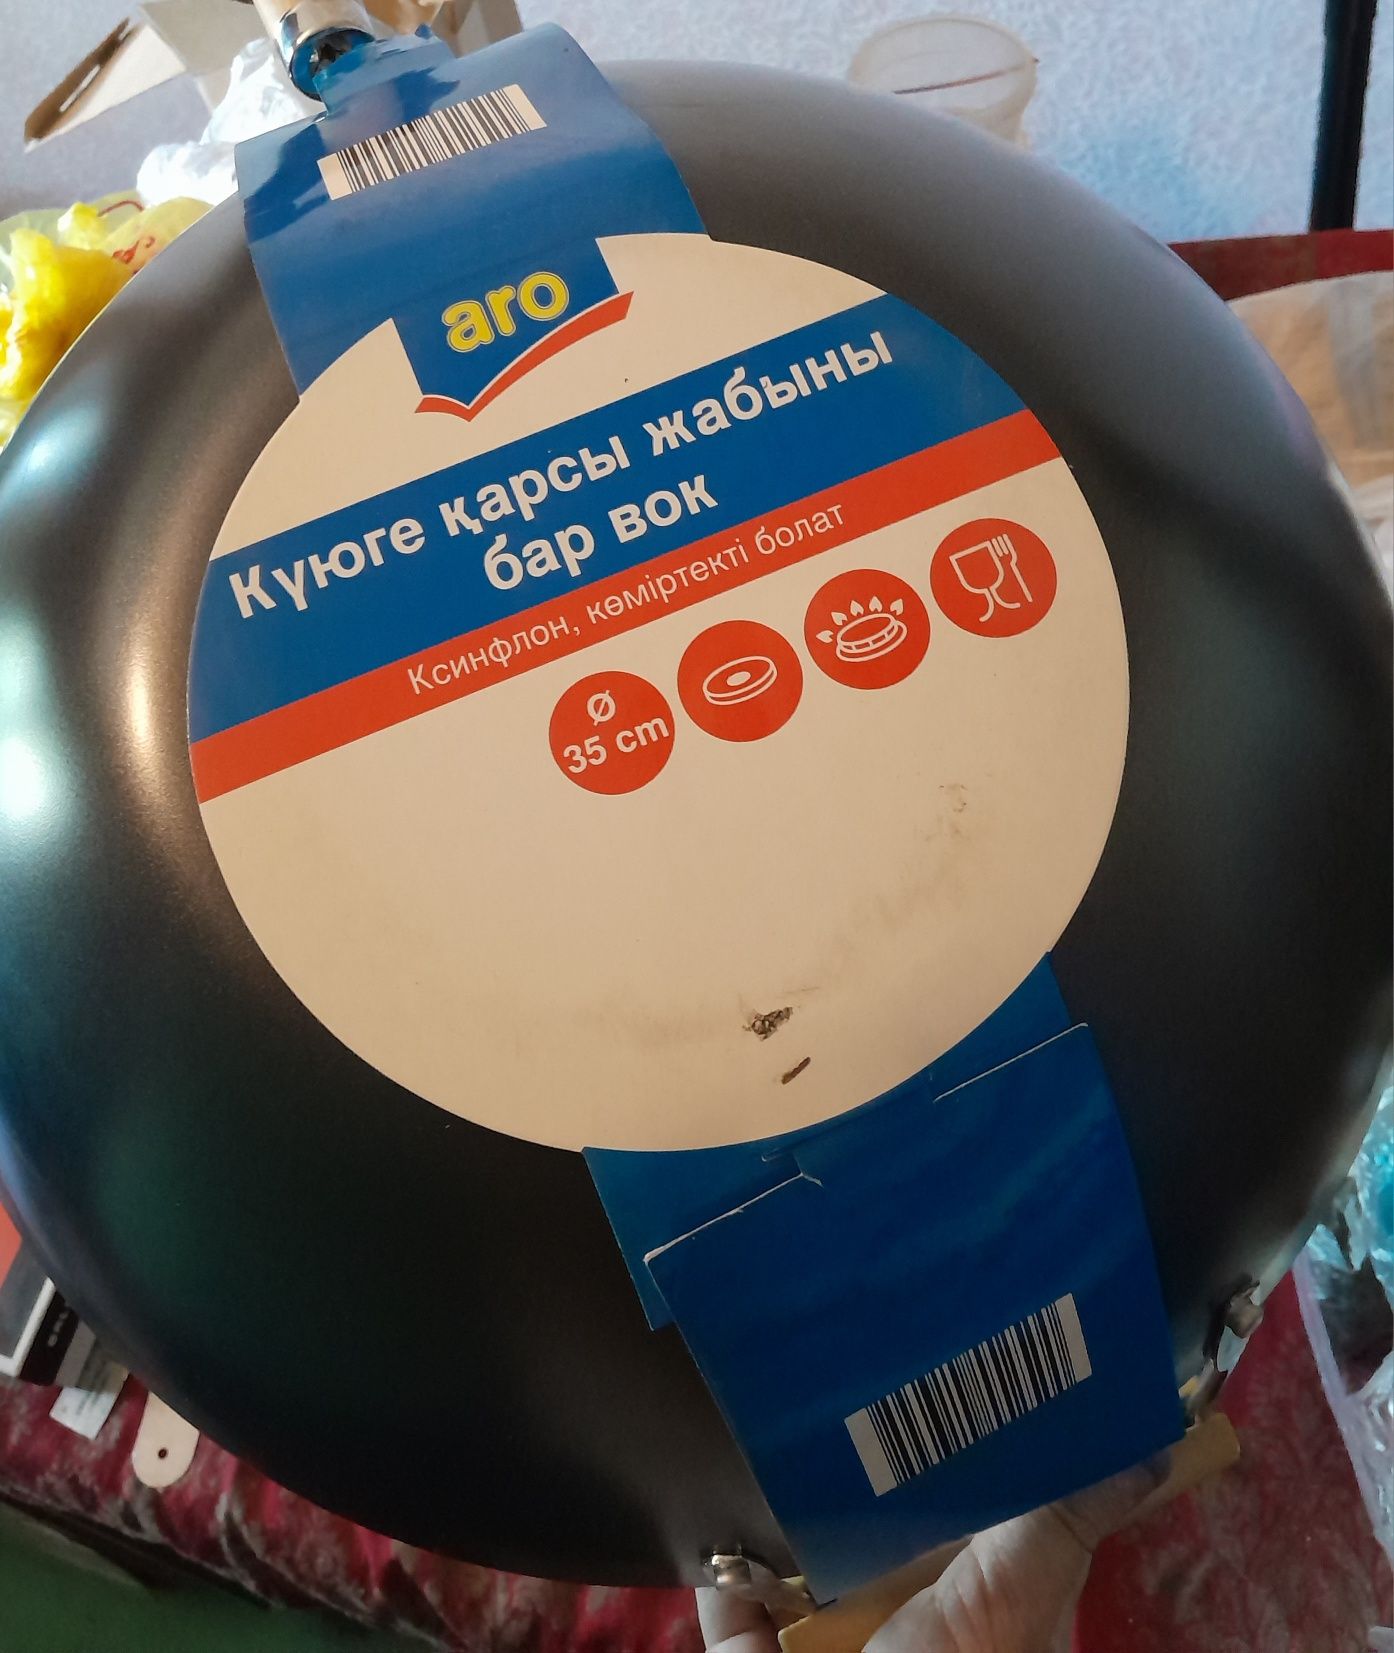 aro
Күюге қарсы жабыны
бар вок
Ксинфлон, көміртекті болат
Ø
35 cm